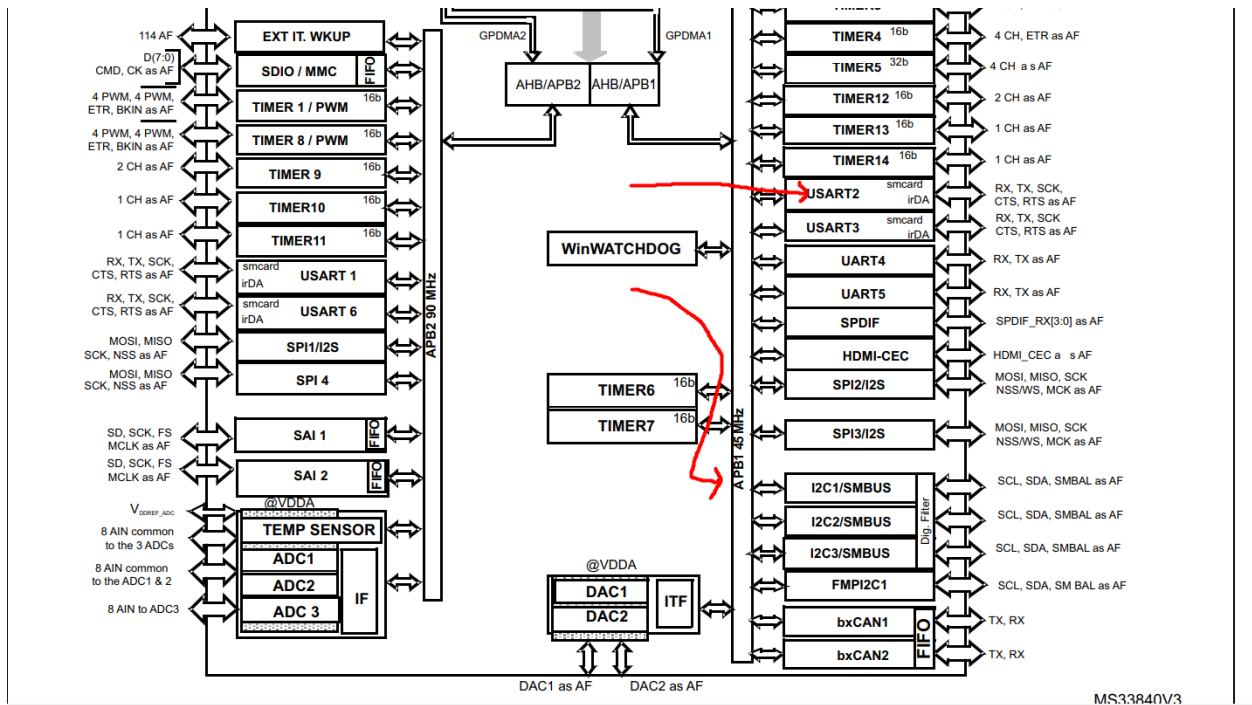 114 AF
EXT IT. WKUP
D(7:0)
CMD, CK as AF
SDIO / MMC
FIFO
4 PWM, 4 PWM,
ETR, BKIN as AF
TIMER 1 / PWM
16b
4 PWM, 4 PWM,
ETR, BKIN as AF
TIMER 8 / PWM
16b
2 CH as AF
TIMER 9
16b
1 CH as AF
TIMER10
16b
1 CH as AF
TIMER11
16b
RX, TX, SCK,
CTS, RTS as AF
smcard
irDA
USART 1
RX, TX, SCK,
CTS, RTS as AF
smcard
irDA
USART 6
MOSI, MISO
SCK, NSS as AF
SPI1/I2S
MOSI, MISO
SCK, NSS as AF
SPI 4
SD, SCK, FS
MCLK as AF
SAI 1
FIFO
SD, SCK, FS
MCLK as AF
SAI 2
FIFO
@VDDA
VDDREF_ADC
TEMP SENSOR
8 AIN common
to the 3 ADCs
ADC1
8 AIN common
to the ADC1 & 2
ADC2
IF
8 AIN to ADC3
ADC 3
APB2 90 MHz
GPDMA2
GPDMA1
AHB/APB2
AHB/APB1
WinWATCHDOG
TIMER6
16b
TIMER7
16b
@VDDA
DAC1
DAC2
ITF
DAC1 as AF
DAC2 as AF
APB1 45 MHz
TIMER4
16b
4 CH, ETR as AF
TIMER5
32b
4 CH a s AF
TIMER12
16b
2 CH as AF
TIMER13
16b
1 CH as AF
TIMER14
16b
1 CH as AF
USART2
smcard
irDA
RX, TX, SCK,
CTS, RTS as AF
USART3
smcard
irDA
RX, TX, SCK
CTS, RTS as AF
UART4
RX, TX as AF
UART5
RX, TX as AF
SPDIF
SPDIF_RX[3:0] as AF
HDMI-CEC
HDMI_CEC a s AF
SPI2/I2S
MOSI, MISO, SCK
NSS/WS, MCK as AF
SPI3/I2S
MOSI, MISO, SCK
NSS/WS, MCK as AF
I2C1/SMBUS
SCL, SDA, SMBAL as AF
I2C2/SMBUS
SCL, SDA, SMBAL as AF
I2C3/SMBUS
SCL, SDA, SMBAL as AF
Dig. Filter
FMPI2C1
SCL, SDA, SM BAL as AF
bxCAN1
TX, RX
bxCAN2
TX, RX
FIFO
MS33840V3